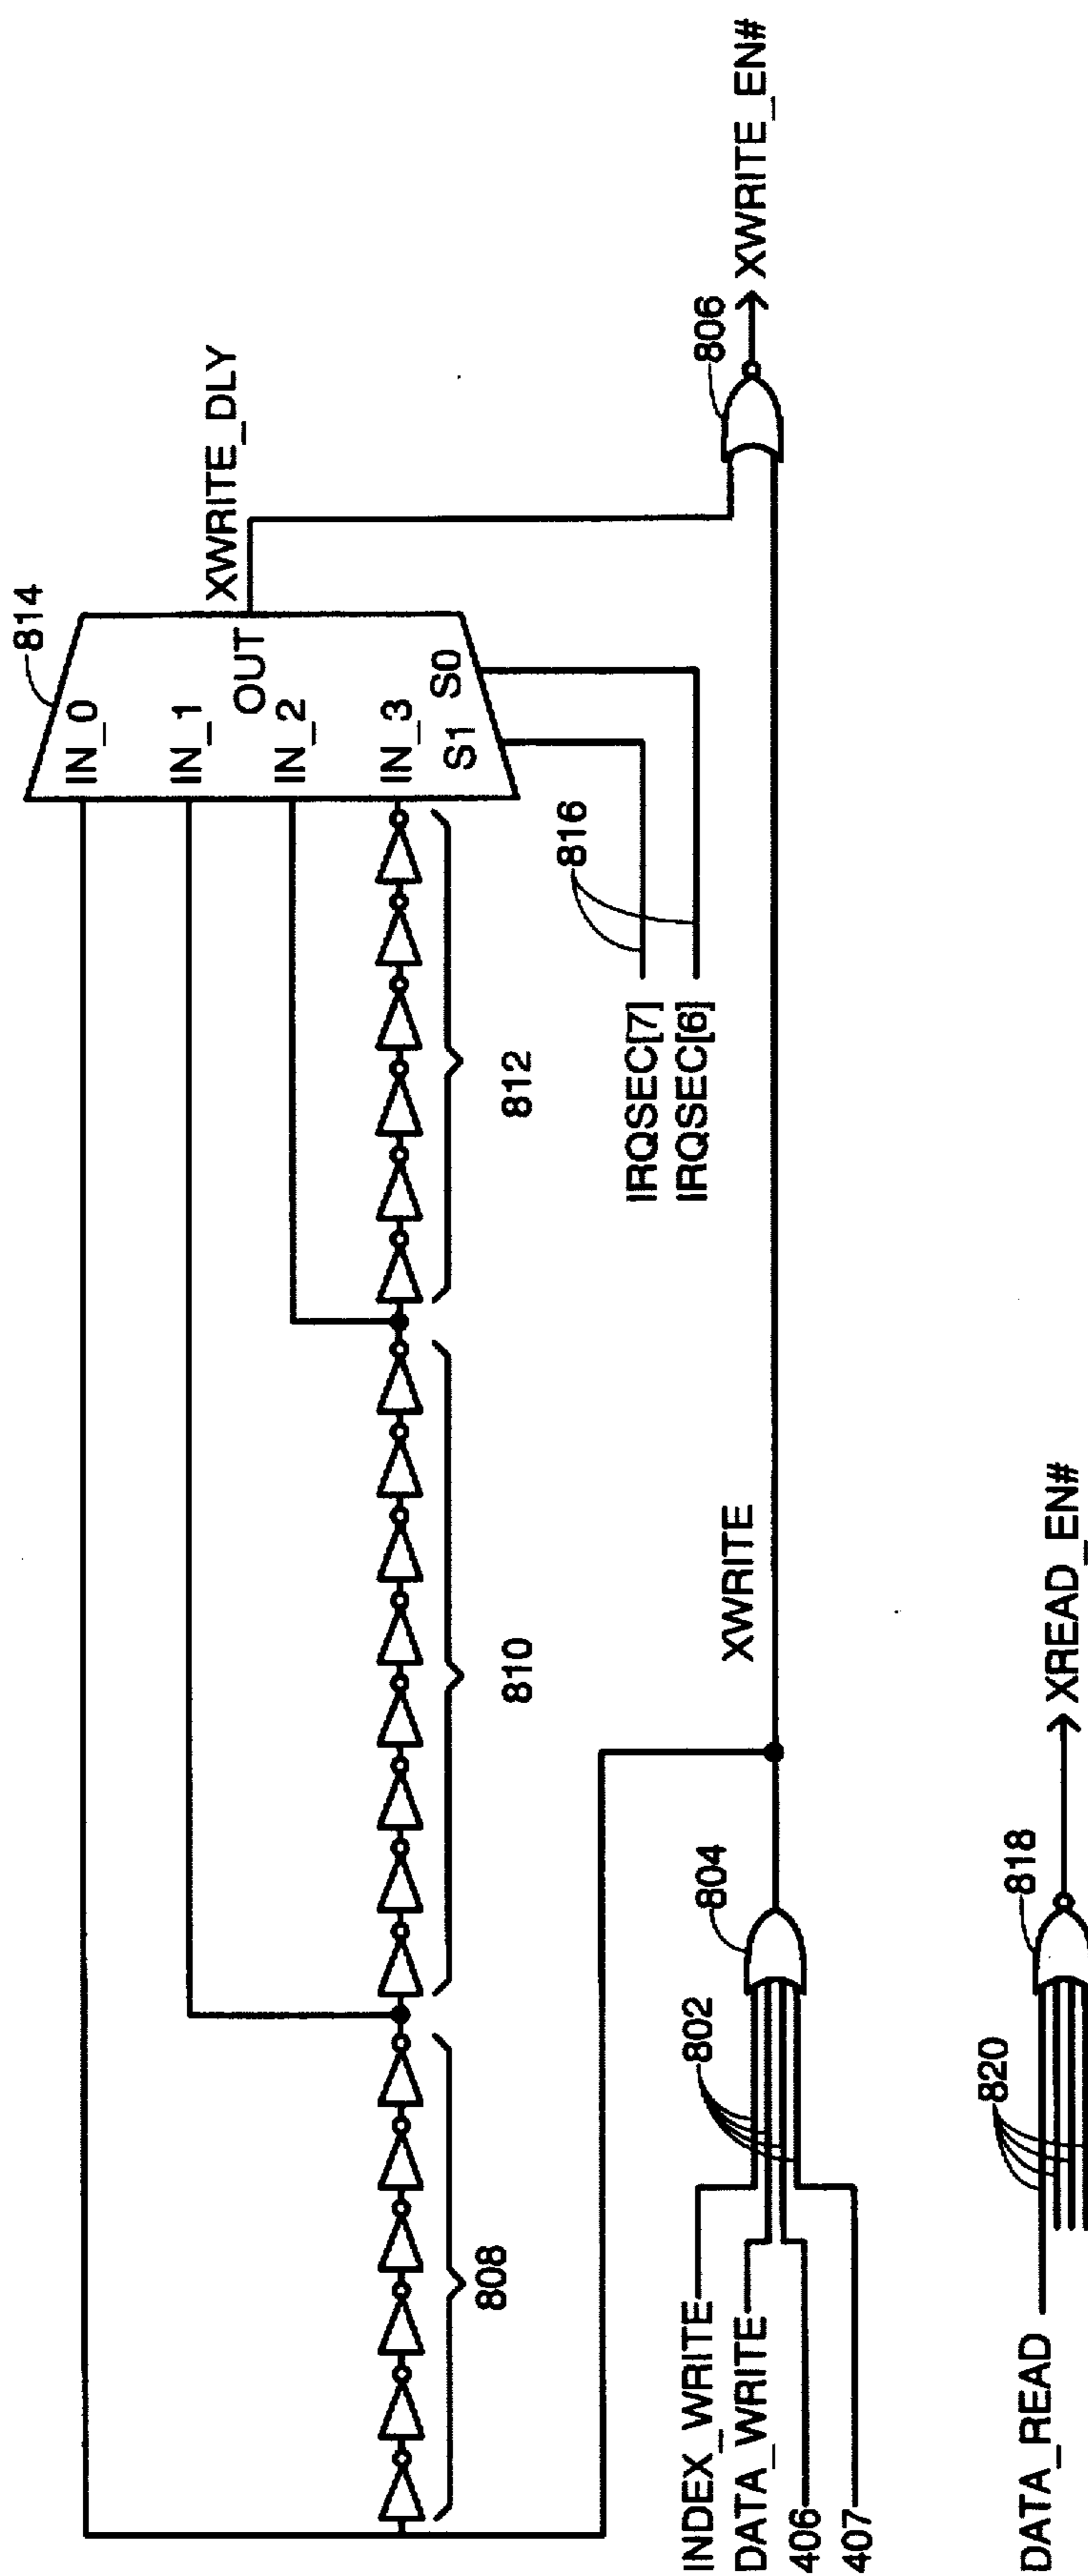 814
IN_0
IN_1
IN_2
IN_3
OUT
S1
S0
XWRITE_DLY
808
810
812
816
IRQSEC[7]
IRQSEC[6]
INDEX_WRITE
DATA_WRITE
406
407
802
804
XWRITE
806
XWRITE_EN#
DATA_READ
820
818
XREAD_EN#